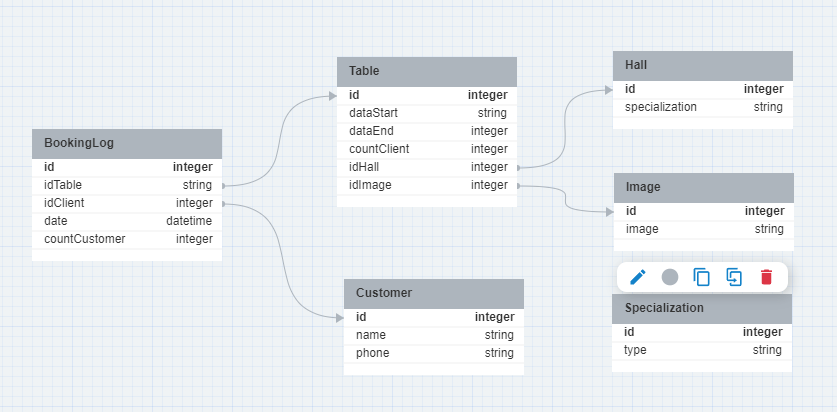 BookingLog
id integer
idTable string
idClient integer
date datetime
countCustomer integer
Table
id integer
dataStart string
dataEnd integer
countClient integer
idHall integer
idImage integer
Customer
id integer
name string
phone string
Hall
id integer
specialization string
Image
id integer
image string
Specialization
id integer
type string